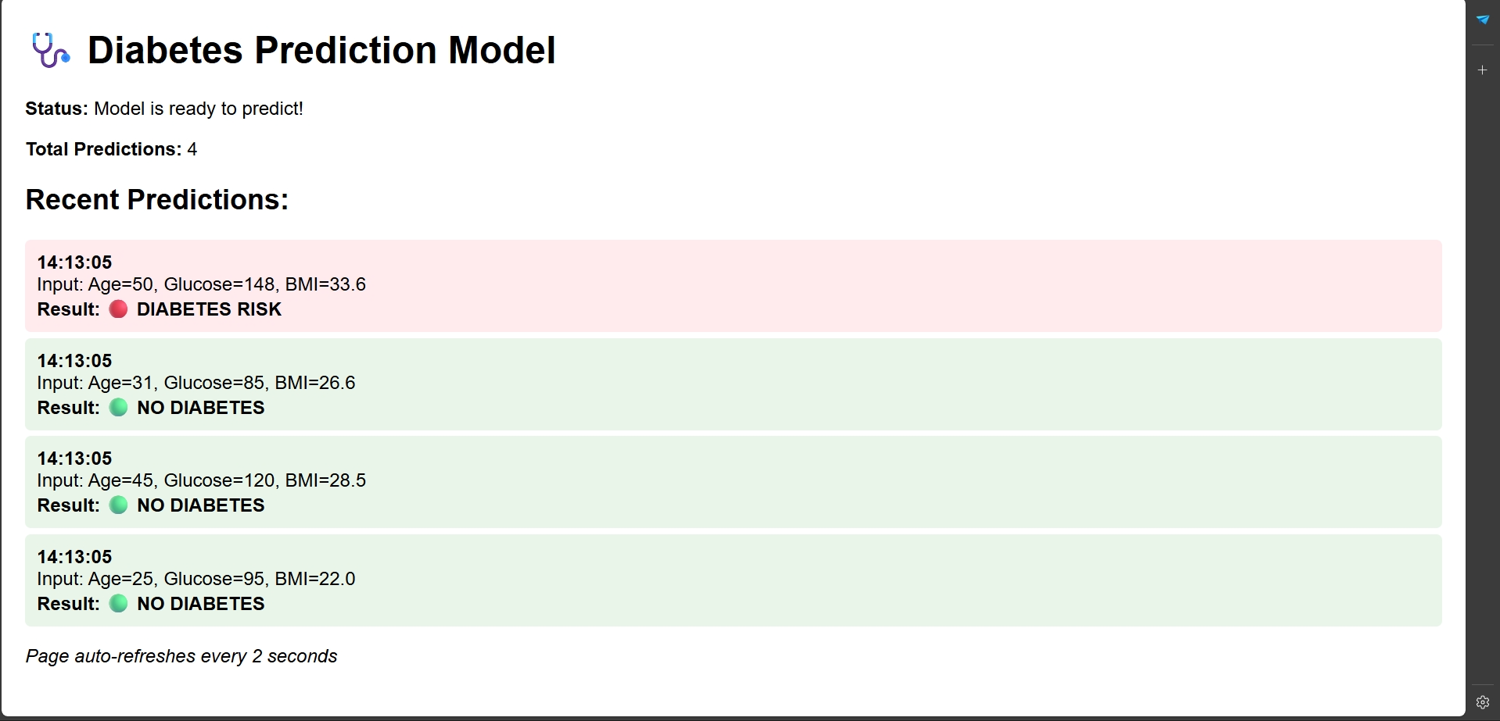 Diabetes Prediction Model
Status: Model is ready to predict!
Total Predictions: 4
Recent Predictions:
14:13:05
Input: Age=50, Glucose=148, BMI=33.6
Result: DIABETES RISK
14:13:05
Input: Age=31, Glucose=85, BMI=26.6
Result: NO DIABETES
14:13:05
Input: Age=45, Glucose=120, BMI=28.5
Result: NO DIABETES
14:13:05
Input: Age=25, Glucose=95, BMI=22.0
Result: NO DIABETES
Page auto-refreshes every 2 seconds